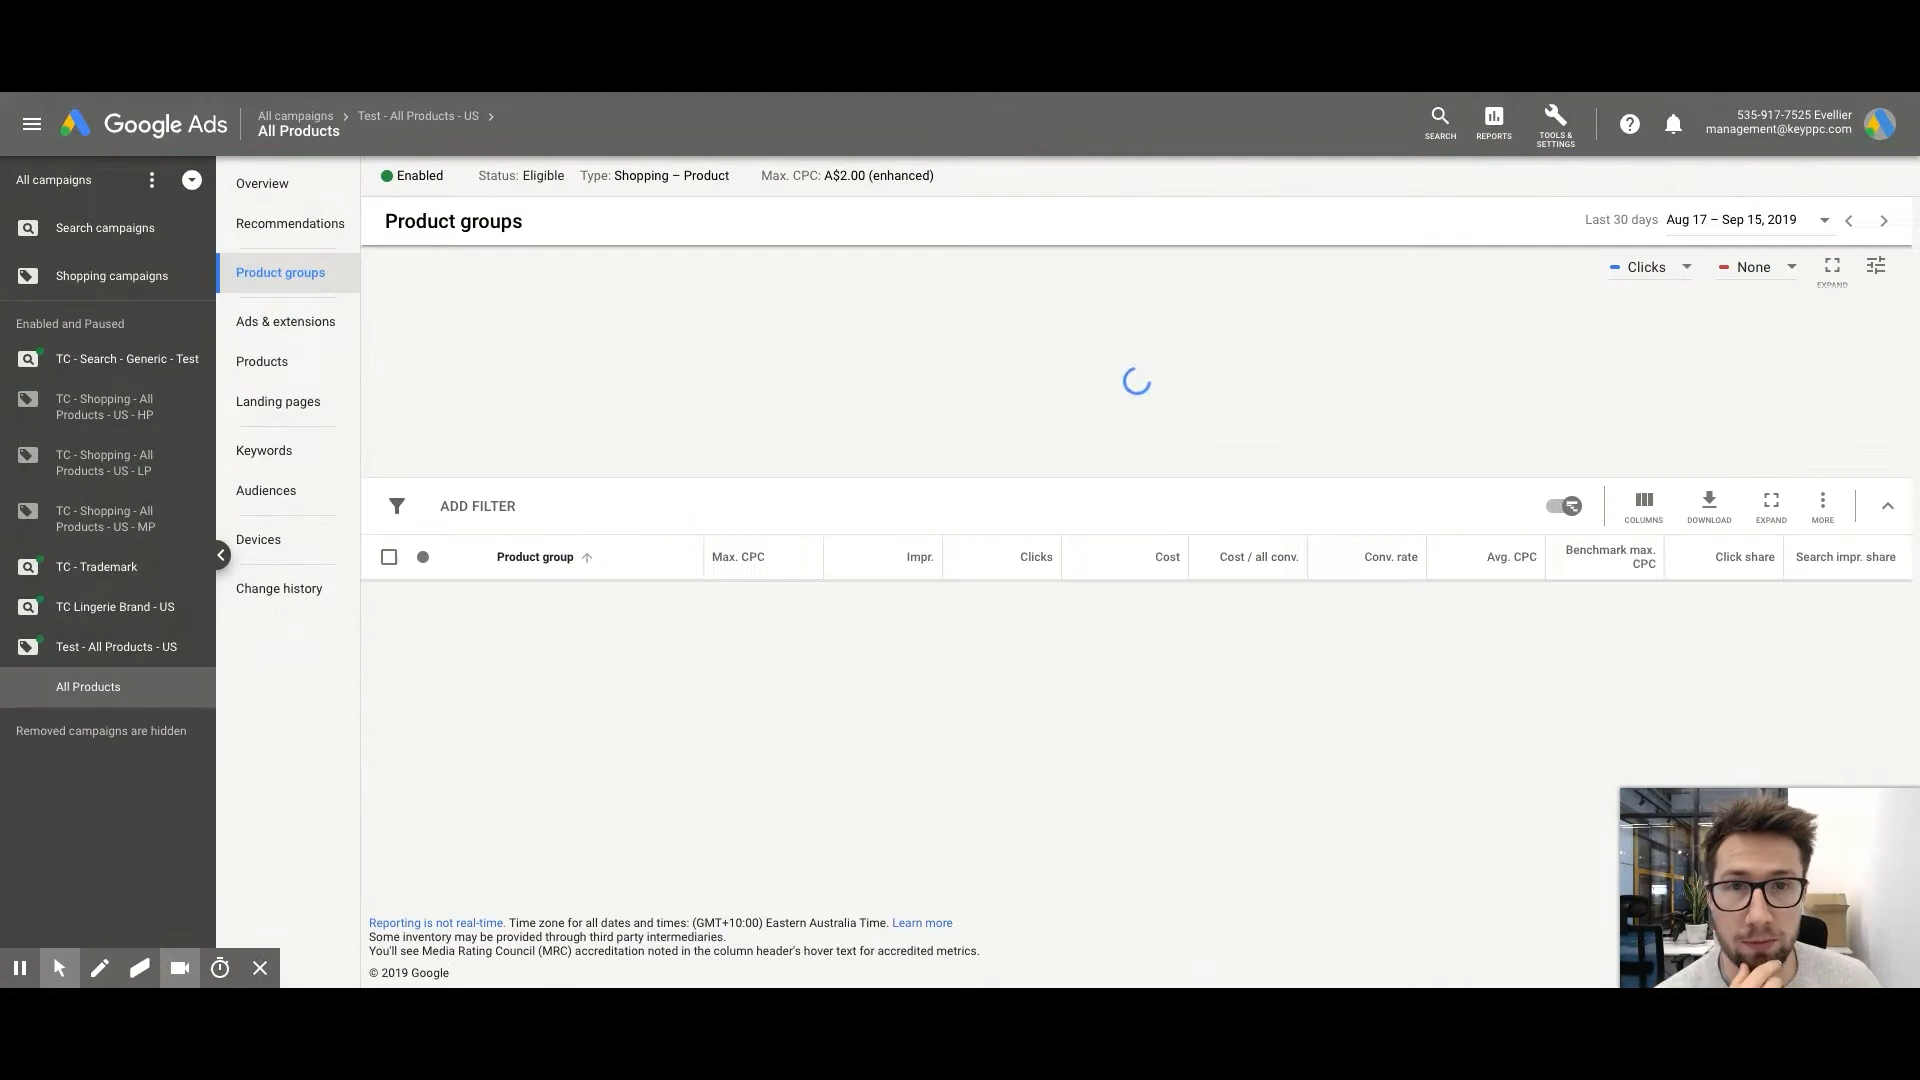 Google Ads
All campaigns > Test - All Products - US >
All Products
SEARCH
REPORTS
TOOLS &
SETTINGS
535-917-7525 Evellier
management@keyppc.com
All campaigns
Search campaigns
Shopping campaigns
Enabled and Paused
TC - Search - Generic - Test
TC - Shopping - All
Products - US - HP
TC - Shopping - All
Products - US - LP
TC - Shopping - All
Products - US - MP
TC - Trademark
TC Lingerie Brand - US
Test - All Products - US
All Products
Removed campaigns are hidden
Overview
Recommendations
Product groups
Ads & extensions
Products
Landing pages
Keywords
Audiences
Devices
Change history
Enabled Status: Eligible Type: Shopping – Product Max. CPC: A$2.00 (enhanced)
Product groups
Last 30 days Aug 17 – Sep 15, 2019
Clicks
None
EXPAND
ADD FILTER
COLUMNS
DOWNLOAD
EXPAND
MORE
Product group
Max. CPC
Impr.
Clicks
Cost
Cost / all conv.
Conv. rate
Avg. CPC
Benchmark max.
CPC
Click share
Search impr. share
Reporting is not real-time. Time zone for all dates and times: (GMT+10:00) Eastern Australia Time. Learn more
Some inventory may be provided through third party intermediaries.
You'll see Media Rating Council (MRC) accreditation noted in the column header's hover text for accredited metrics.
© 2019 Google